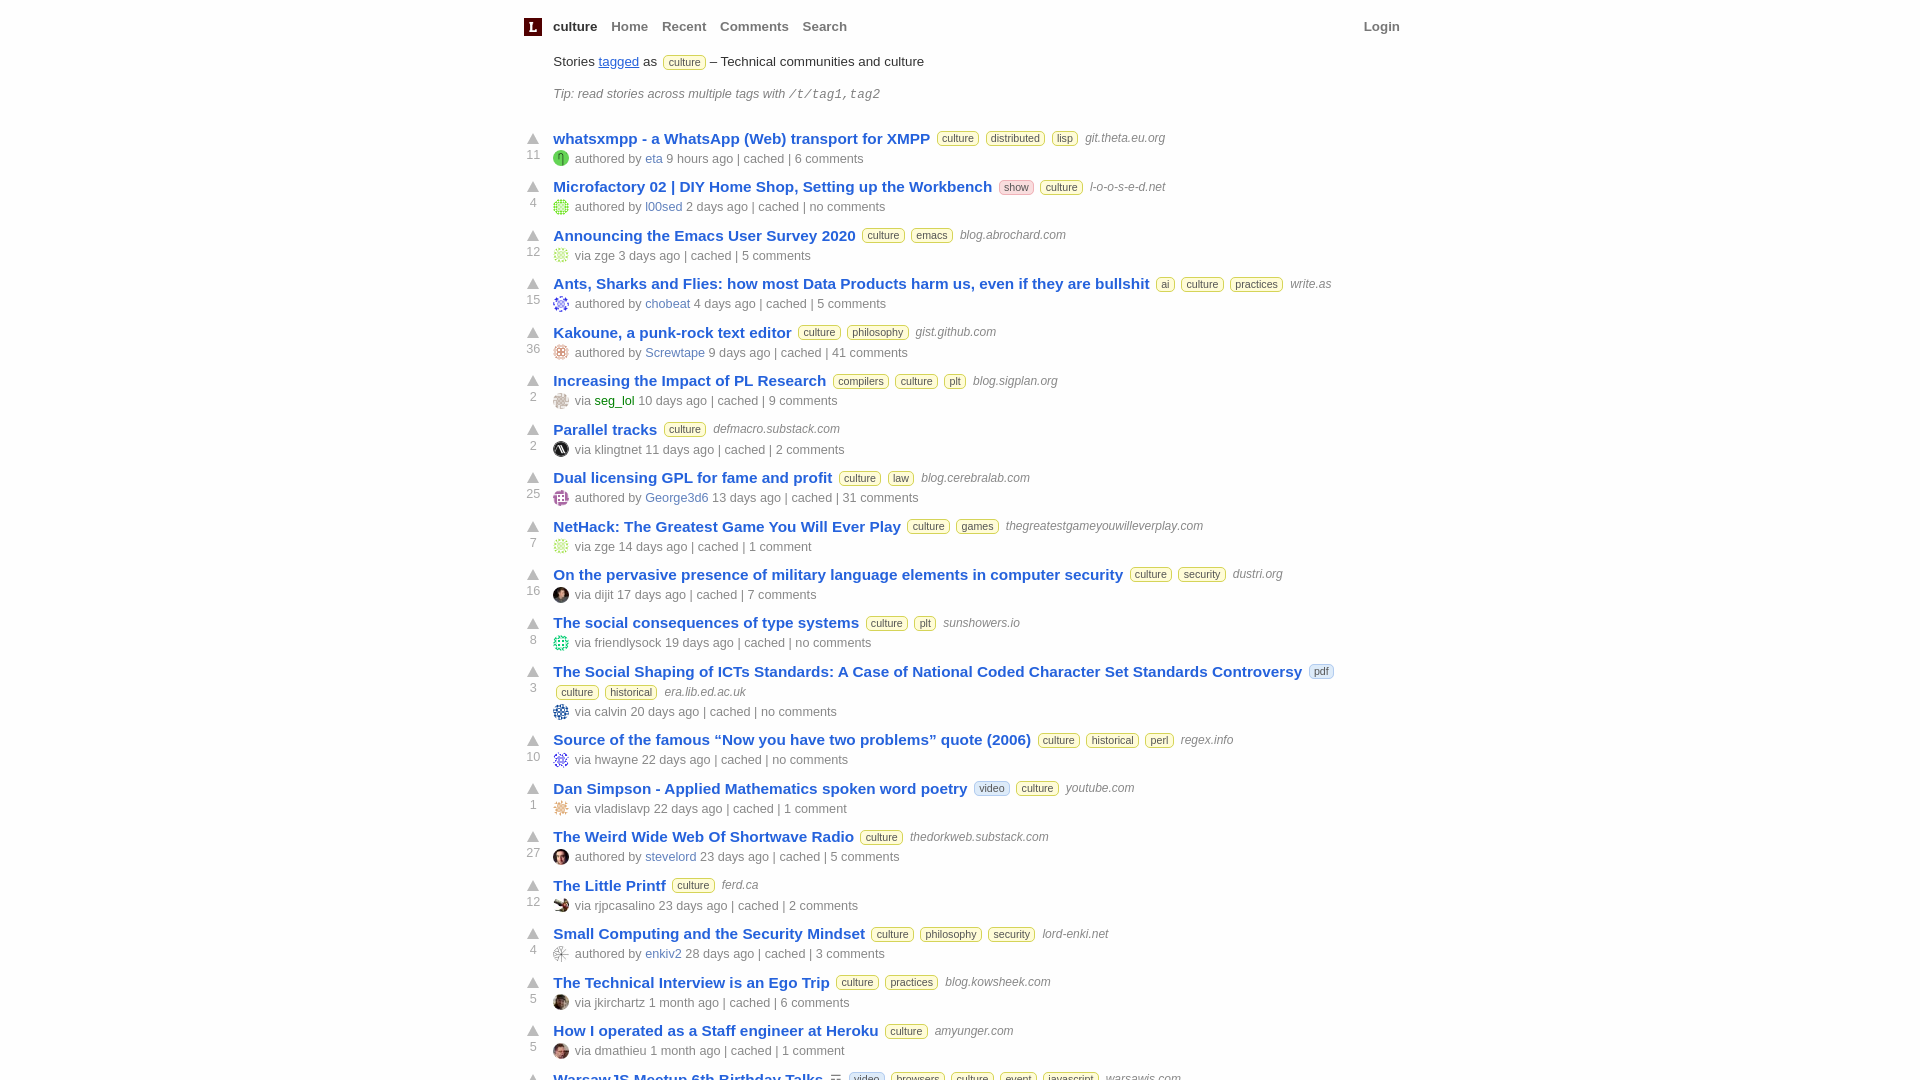 L culture Home Recent Comments Search Login
Stories tagged as culture – Technical communities and culture
Tip: read stories across multiple tags with /t/tag1,tag2
whatsxmpp - a WhatsApp (Web) transport for XMPP culture distributed lisp git.theta.eu.org
11 authored by eta 9 hours ago | cached | 6 comments
Microfactory 02 | DIY Home Shop, Setting up the Workbench show culture l-o-o-s-e-d.net
4 authored by l00sed 2 days ago | cached | no comments
Announcing the Emacs User Survey 2020 culture emacs blog.abrochard.com
12 via zge 3 days ago | cached | 5 comments
Ants, Sharks and Flies: how most Data Products harm us, even if they are bullshit ai culture practices write.as
15 authored by chobeat 4 days ago | cached | 5 comments
Kakoune, a punk-rock text editor culture philosophy gist.github.com
36 authored by Screwtape 9 days ago | cached | 41 comments
Increasing the Impact of PL Research compilers culture plt blog.sigplan.org
2 via seg_lol 10 days ago | cached | 9 comments
Parallel tracks culture defmacro.substack.com
2 via klingtnet 11 days ago | cached | 2 comments
Dual licensing GPL for fame and profit culture law blog.cerebralab.com
25 authored by George3d6 13 days ago | cached | 31 comments
NetHack: The Greatest Game You Will Ever Play culture games thegreatestgameyouwilleverplay.com
7 via zge 14 days ago | cached | 1 comment
On the pervasive presence of military language elements in computer security culture security dustri.org
16 via dijit 17 days ago | cached | 7 comments
The social consequences of type systems culture plt sunshowers.io
8 via friendlysock 19 days ago | cached | no comments
The Social Shaping of ICTs Standards: A Case of National Coded Character Set Standards Controversy pdf
3 culture historical era.lib.ed.ac.uk
via calvin 20 days ago | cached | no comments
Source of the famous “Now you have two problems” quote (2006) culture historical perl regex.info
10 via hwayne 22 days ago | cached | no comments
Dan Simpson - Applied Mathematics spoken word poetry video culture youtube.com
1 via vladislavp 22 days ago | cached | 1 comment
The Weird Wide Web Of Shortwave Radio culture thedorkweb.substack.com
27 authored by stevelord 23 days ago | cached | 5 comments
The Little Printf culture ferd.ca
12 via rjpcasalino 23 days ago | cached | 2 comments
Small Computing and the Security Mindset culture philosophy security lord-enki.net
4 authored by enkiv2 28 days ago | cached | 3 comments
The Technical Interview is an Ego Trip culture practices blog.kowsheek.com
5 via jkirchartz 1 month ago | cached | 6 comments
How I operated as a Staff engineer at Heroku culture amyunger.com
5 via dmathieu 1 month ago | cached | 1 comment
WarsawJS Meetup 6th Birthday Talks video browsers culture event javascript warsawjs.com